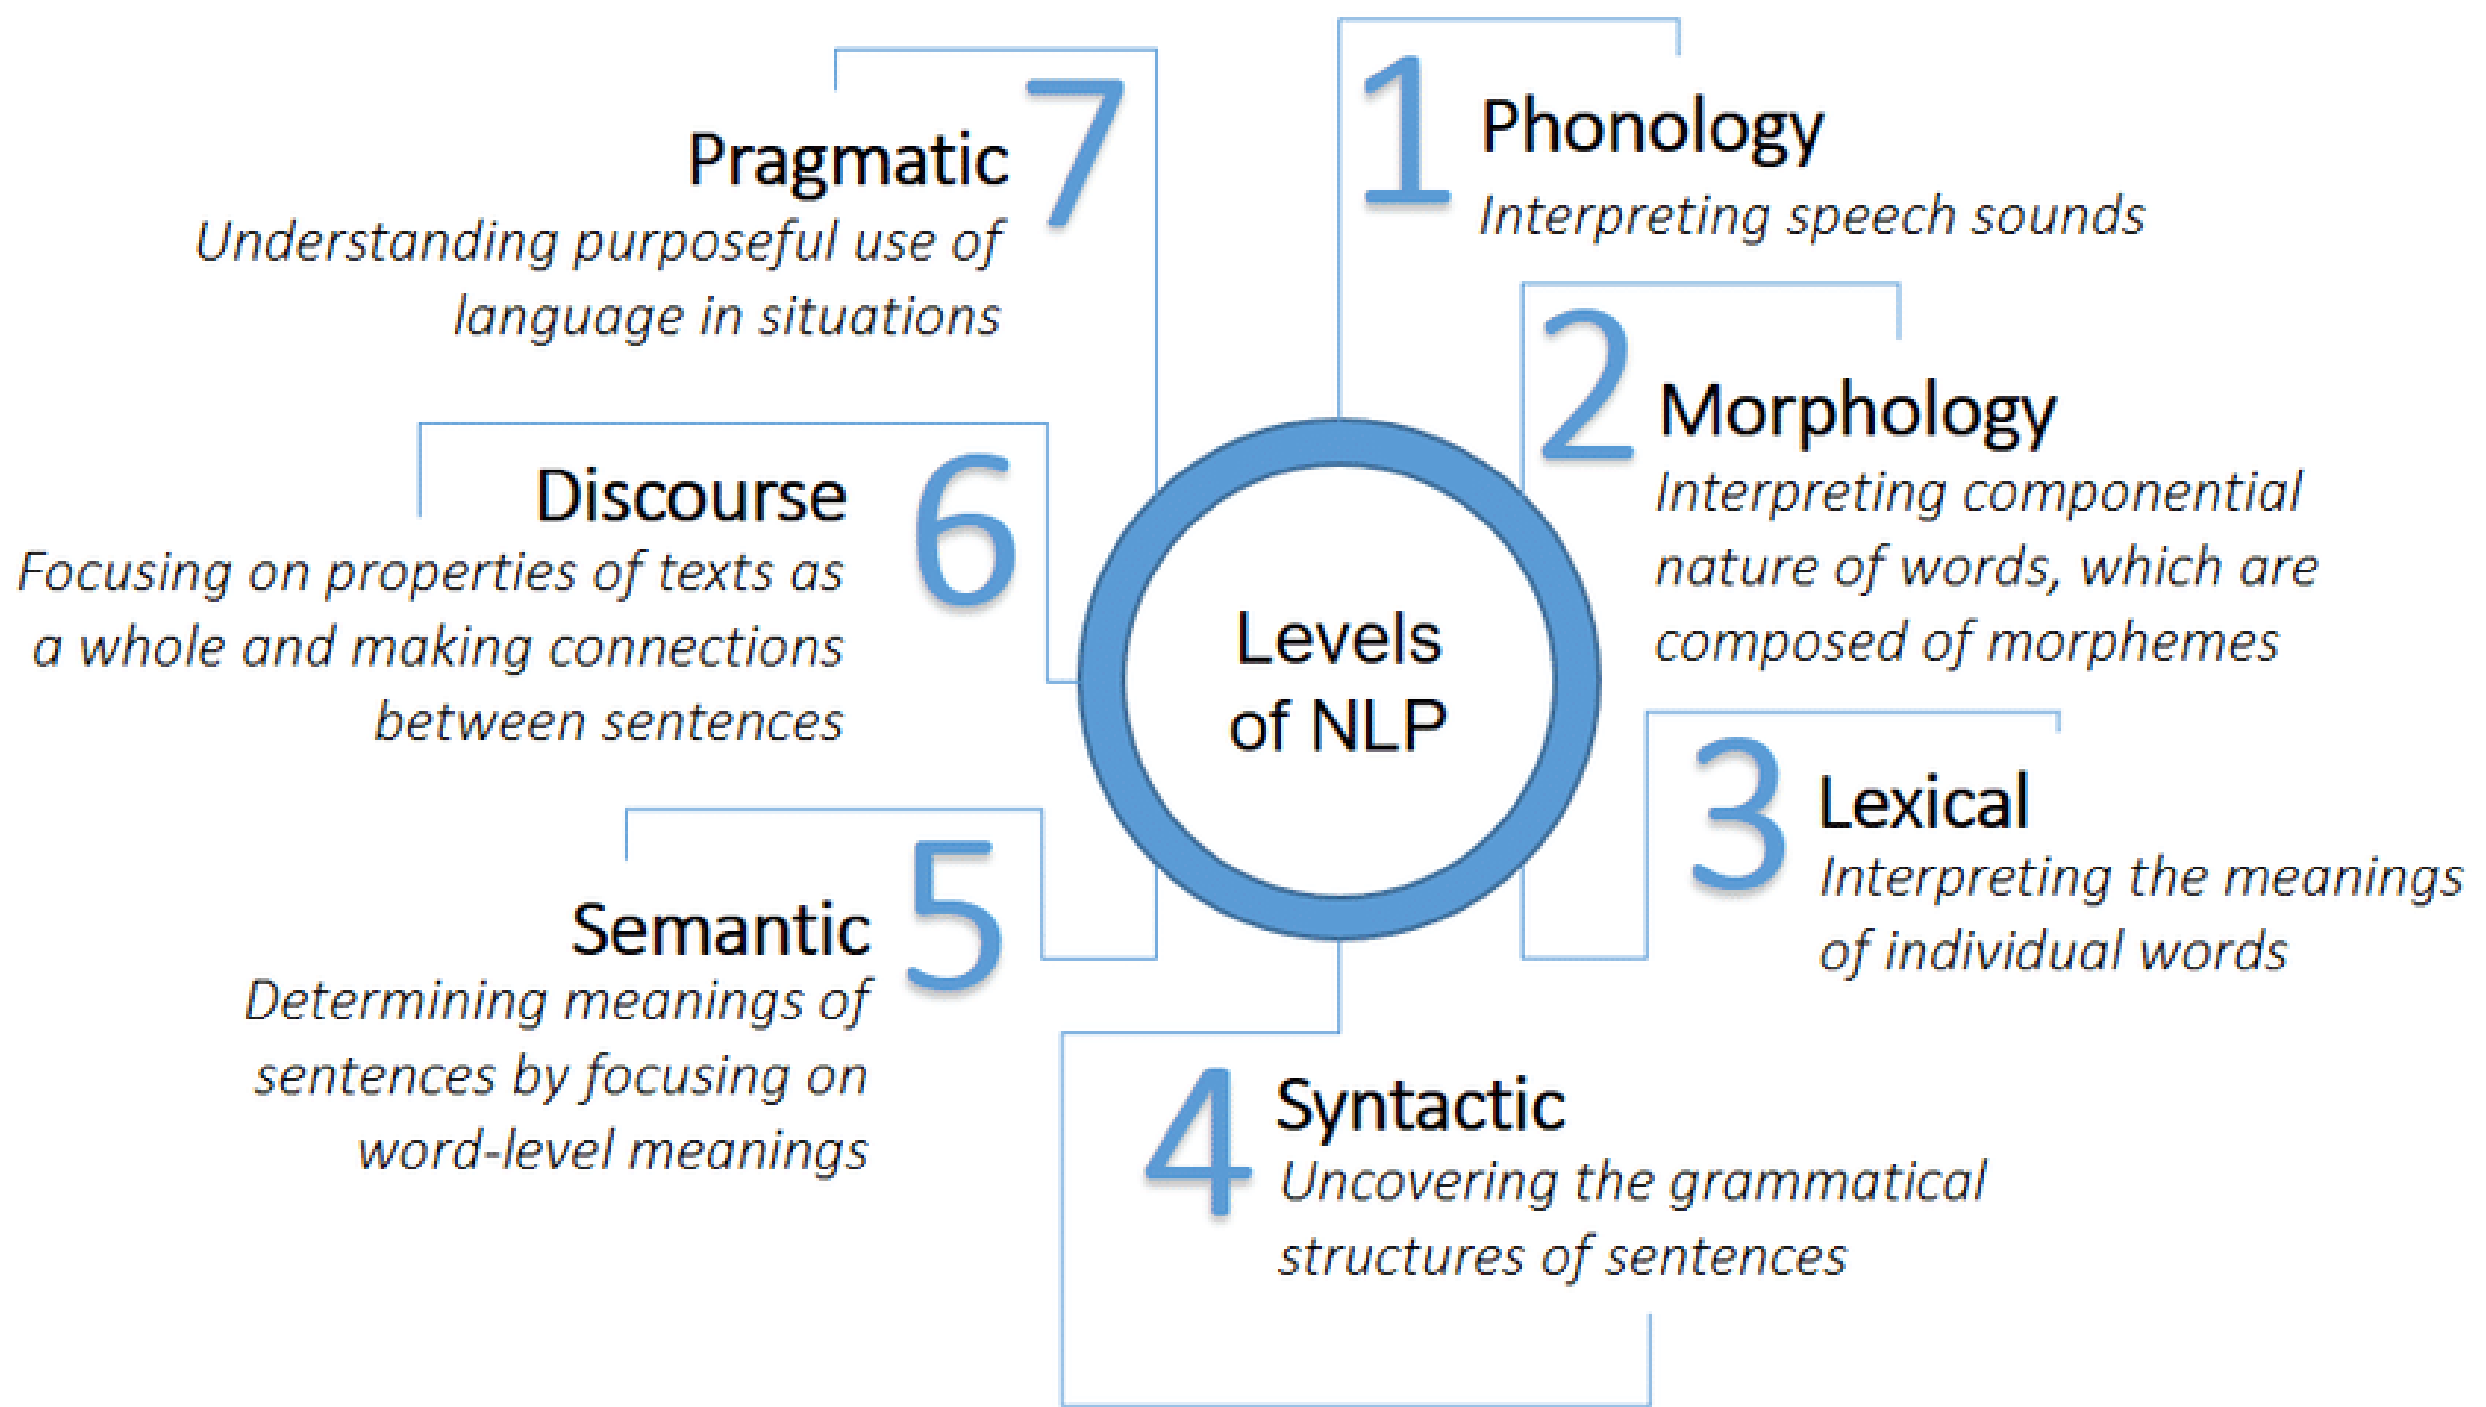 Levels
of NLP
1
Phonology
Interpreting speech sounds
2
Morphology
Interpreting componential
nature of words, which are
composed of morphemes
3
Lexical
Interpreting the meanings
of individual words
4
Syntactic
Uncovering the grammatical
structures of sentences
5
Semantic
Determining meanings of
sentences by focusing on
word-level meanings
6
Discourse
Focusing on properties of texts as
a whole and making connections
between sentences
7
Pragmatic
Understanding purposeful use of
language in situations